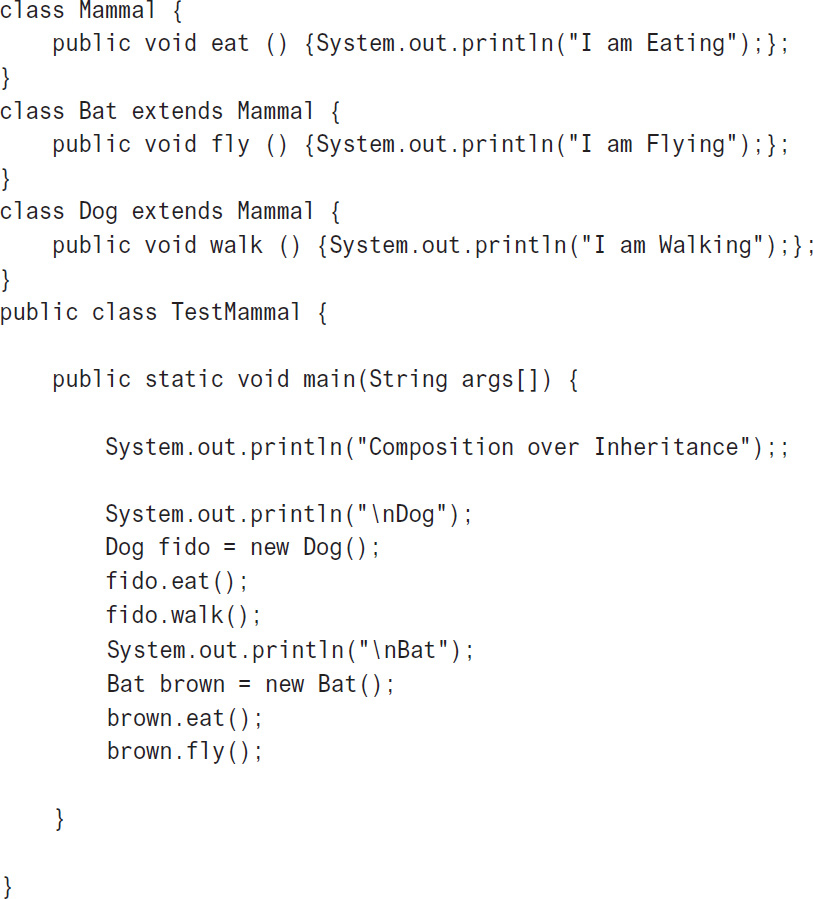 class Mammal {
    public void eat () {System.out.println("I am Eating");};
}
class Bat extends Mammal {
    public void fly () {System.out.println("I am Flying");};
}
class Dog extends Mammal {
    public void walk () {System.out.println("I am Walking");};
}
public class TestMammal {
    public static void main(String args[]) {
        System.out.println("Composition over Inheritance");;
        System.out.println("\nDog");
        Dog fido = new Dog();
        fido.eat();
        fido.walk();
        System.out.println("\nBat");
        Bat brown = new Bat();
        brown.eat();
        brown.fly();
    }
}